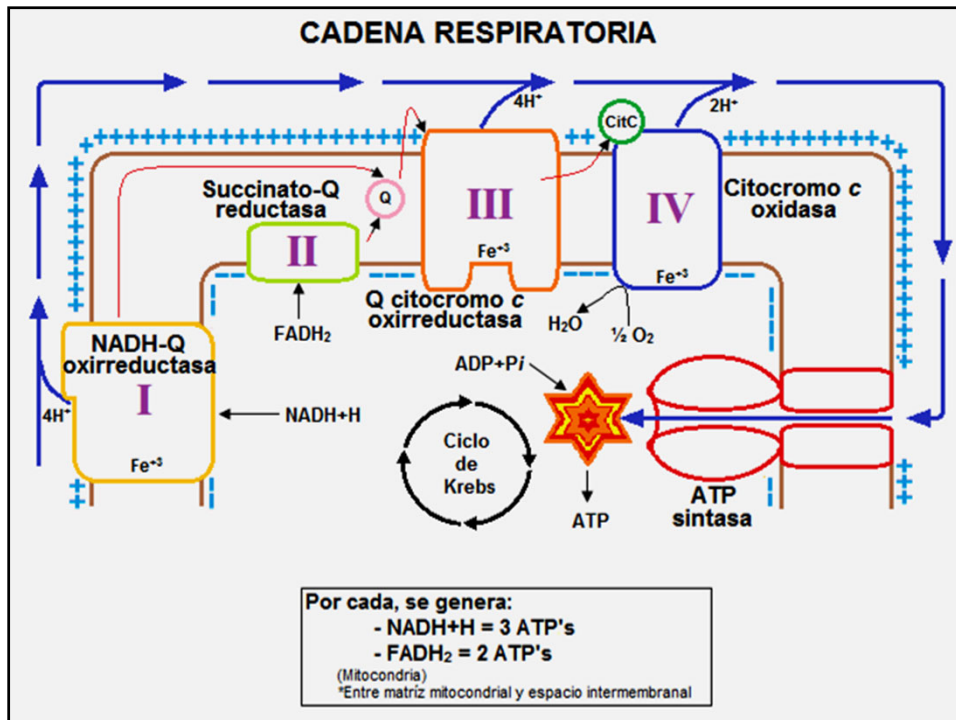 CADENA RESPIRATORIA
4H⁺
2H⁺
CitC
Succinato-Q
reductasa
Q
III
IV
Citocromo c
oxidasa
II
Fe⁺³
Fe⁺³
FADH₂
Q citocromo c
oxirreductasa
H₂O
½ O₂
NADH-Q
oxirreductasa
I
4H⁺
Fe⁺³
NADH+H
ADP+Pi
Ciclo
de
Krebs
ATP
ATP
sintasa
Por cada, se genera:
- NADH+H = 3 ATP's
- FADH₂ = 2 ATP's
(Mitocondria)
*Entre matríz mitocondrial y espacio intermembranal